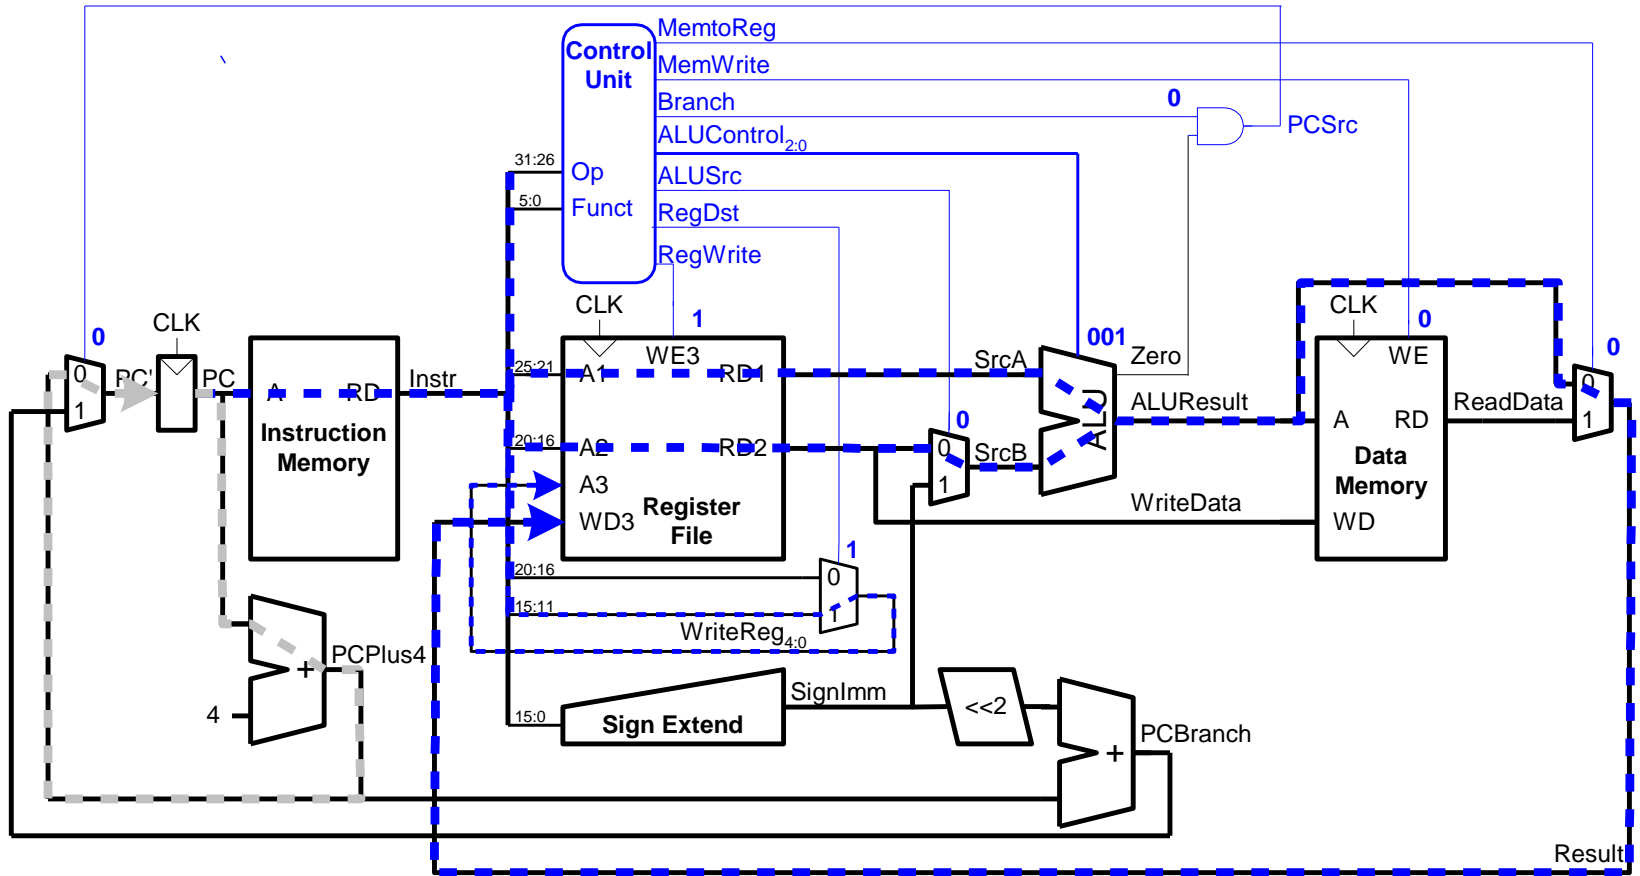 MemtoReg
Control
Unit
MemWrite
Branch
0
PCSrc
ALUControl2:0
31:26
Op
ALUSrc
5:0
Funct
RegDst
RegWrite
CLK
CLK
CLK
0
1
001
0
0
WE3
WE
0
PC'
PC
A
RD
Instr
25:21
A1
RD1
SrcA
Zero
0
1
ALU
ALUResult
A
RD
ReadData
0
1
Instruction
Memory
20:16
A2
RD2
0
0
1
SrcB
Data
Memory
A3
Register
File
WD3
WriteData
WD
1
20:16
0
1
15:11
WriteReg4:0
PCPlus4
+
4
SignImm
15:0
Sign Extend
<<2
+
PCBranch
Result